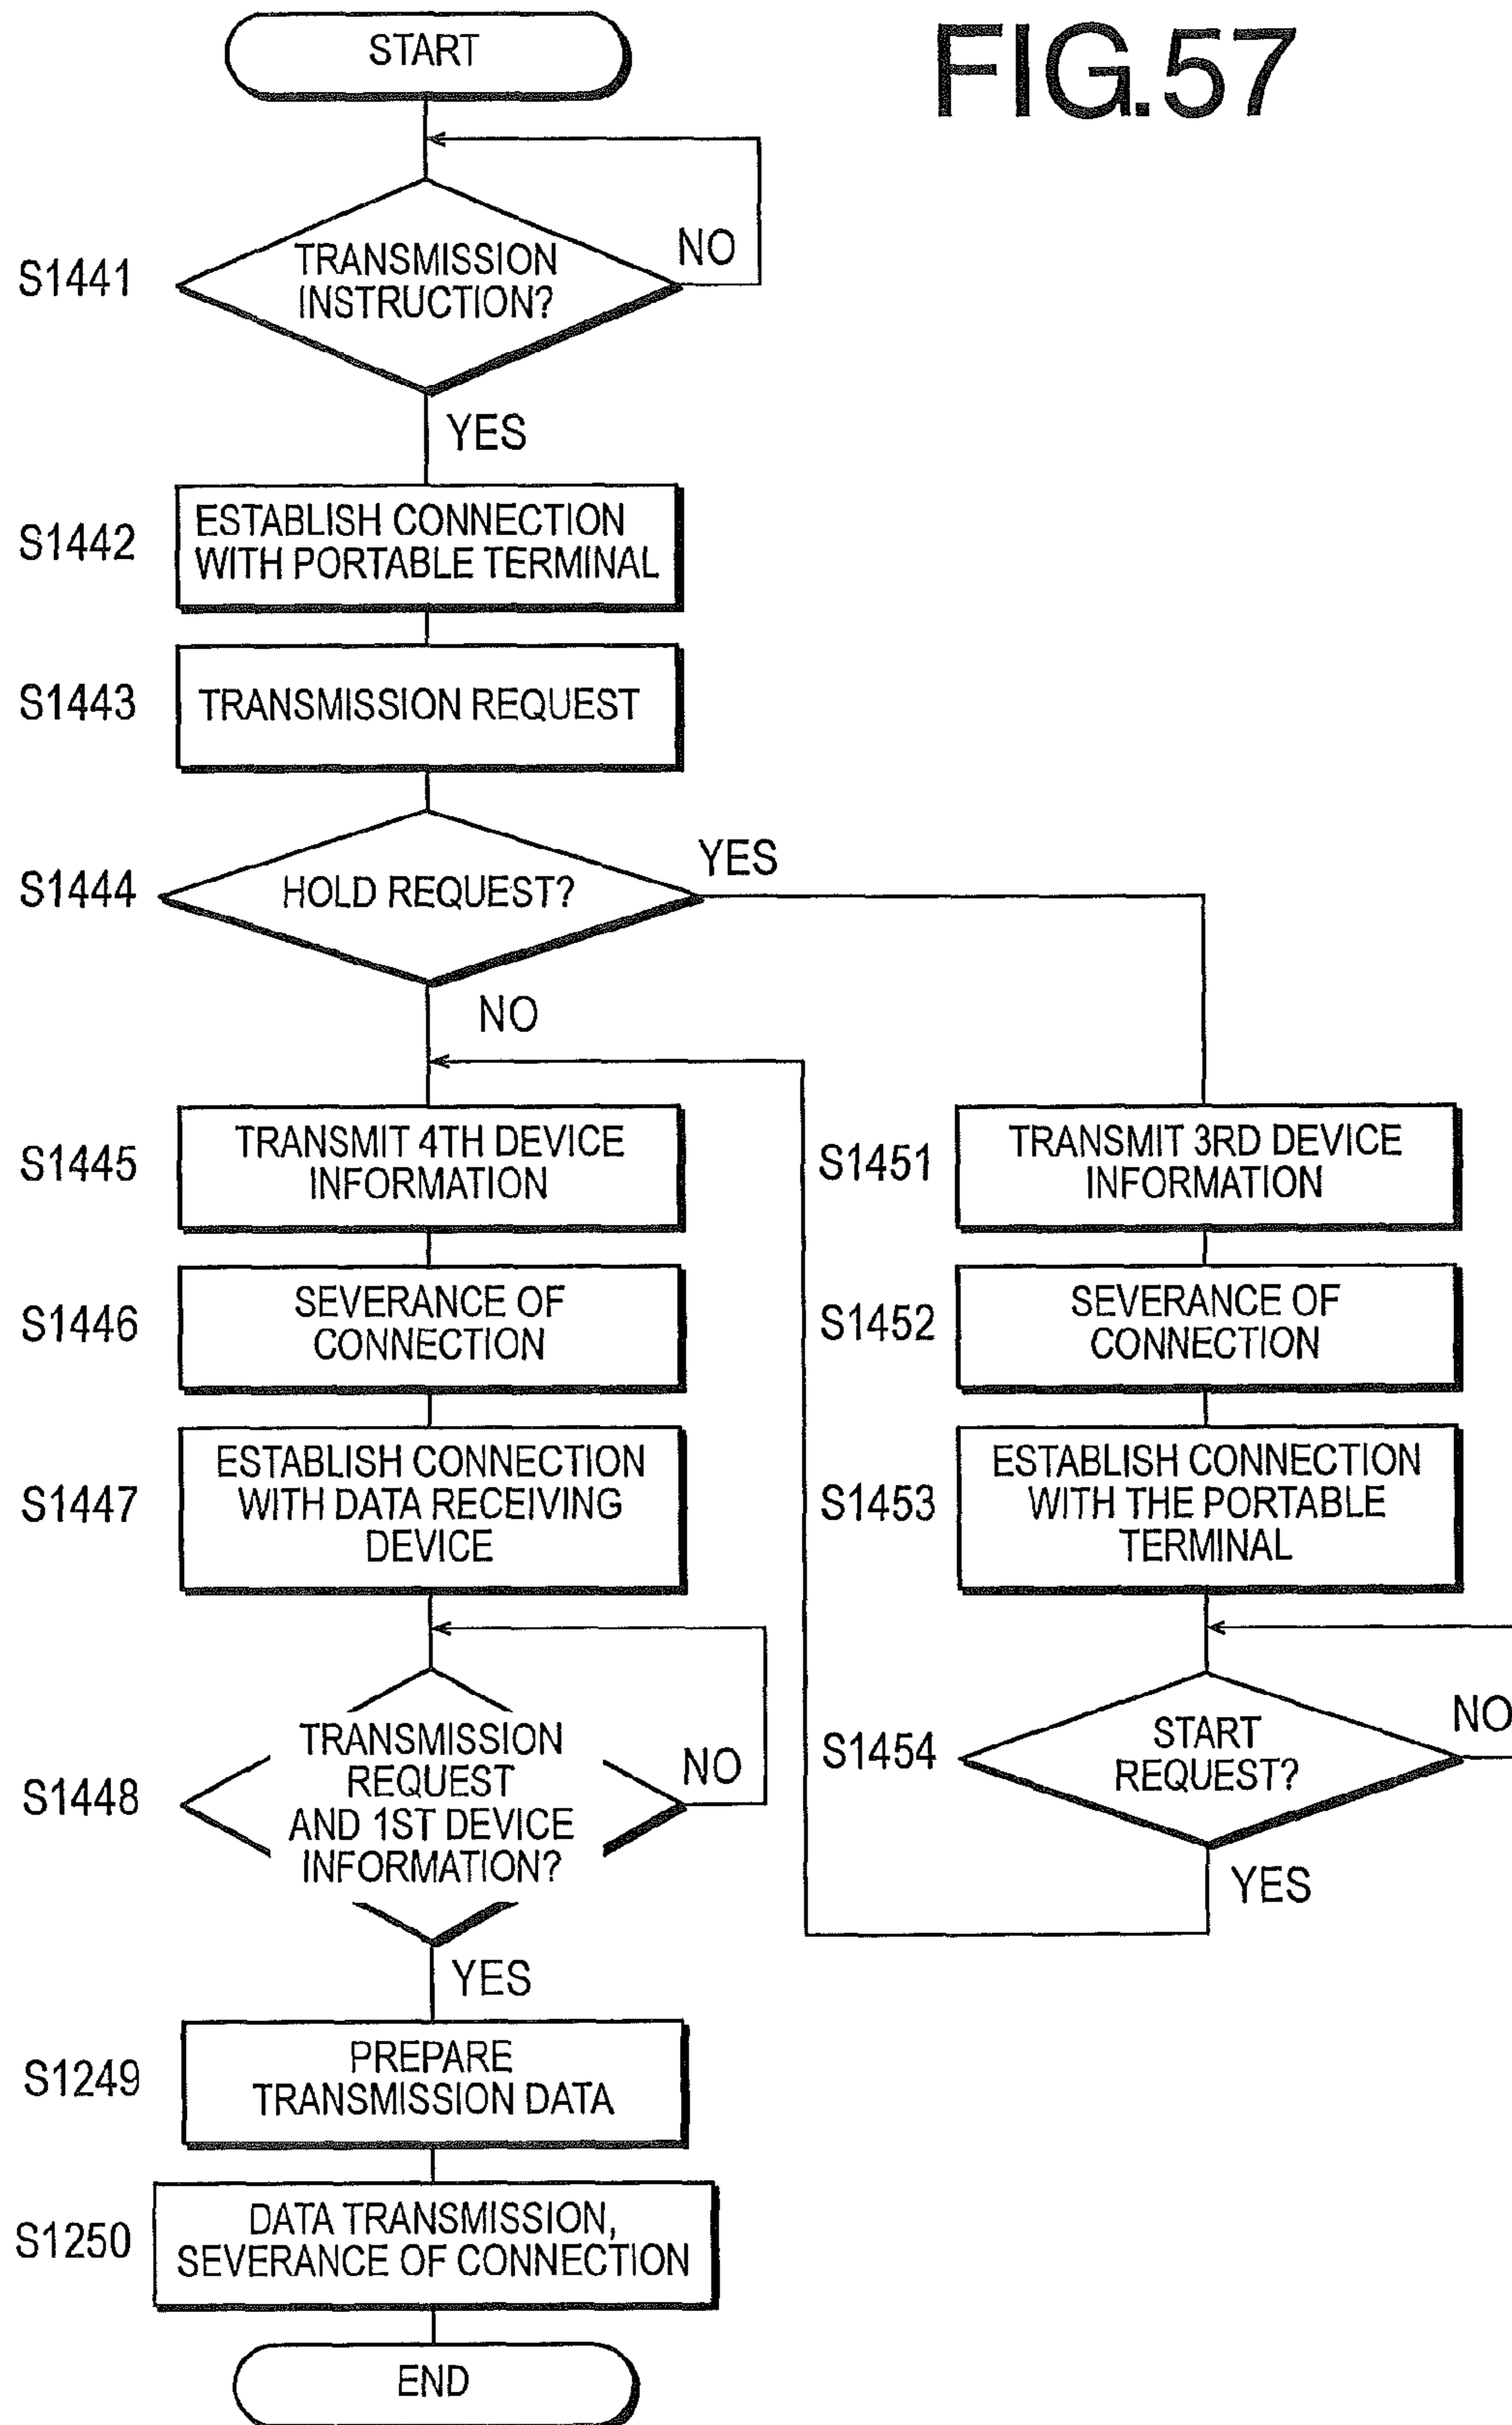 FIG.57
START
S1441
TRANSMISSION
INSTRUCTION?
NO
YES
S1442
ESTABLISH CONNECTION
WITH PORTABLE TERMINAL
S1443
TRANSMISSION REQUEST
S1444
HOLD REQUEST?
YES
NO
S1445
TRANSMIT 4TH DEVICE
INFORMATION
S1446
SEVERANCE OF
CONNECTION
S1447
ESTABLISH CONNECTION
WITH DATA RECEIVING
DEVICE
S1448
TRANSMISSION
REQUEST
AND 1ST DEVICE
INFORMATION?
NO
YES
S1249
PREPARE
TRANSMISSION DATA
S1250
DATA TRANSMISSION,
SEVERANCE OF CONNECTION
END
S1451
TRANSMIT 3RD DEVICE
INFORMATION
S1452
SEVERANCE OF
CONNECTION
S1453
ESTABLISH CONNECTION
WITH THE PORTABLE
TERMINAL
S1454
START
REQUEST?
NO
YES